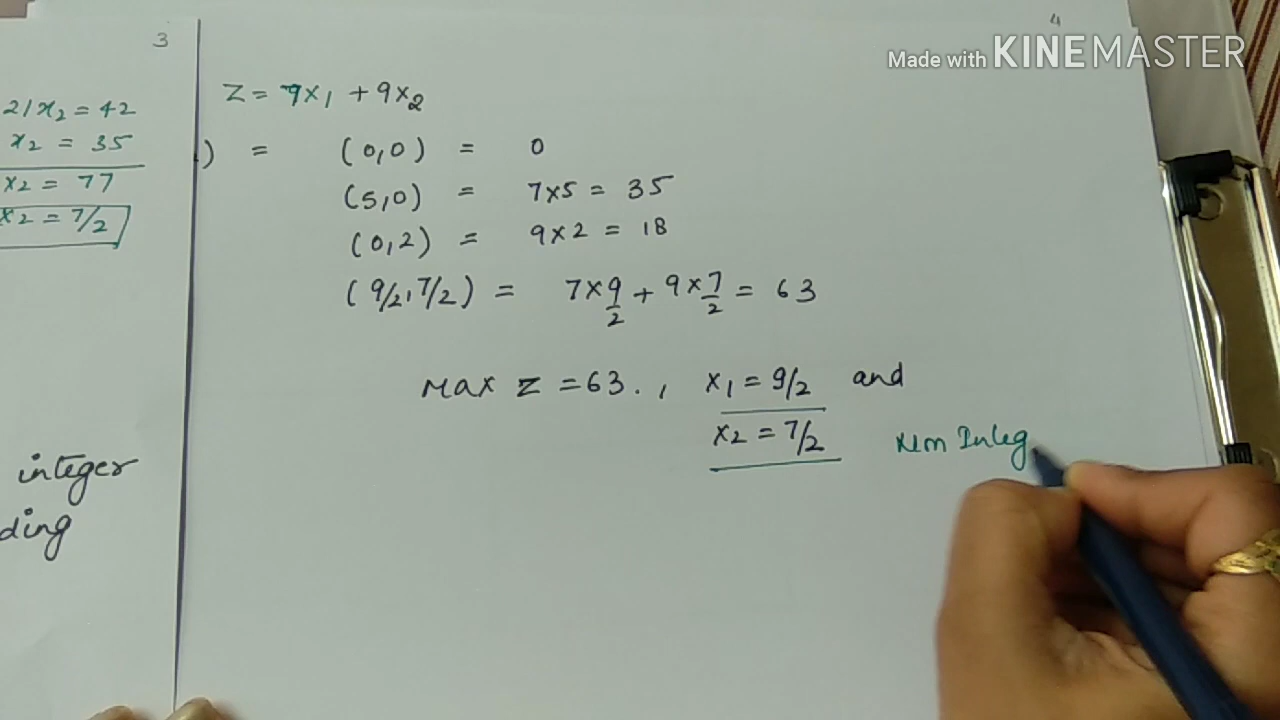 3
4
Made with KINEMASTER
21x2 = 42
x2 = 35
x2 = 77
x2 = 7/2
integer
ding
Z = 7x1 + 9x2
) = (0,0) = 0
(5,0) = 7x5 = 35
(0,2) = 9x2 = 18
(9/2,7/2) = 7x9/2 + 9x7/2 = 63
Max Z = 63. , x1 = 9/2 and
x2 = 7/2 Non Integ